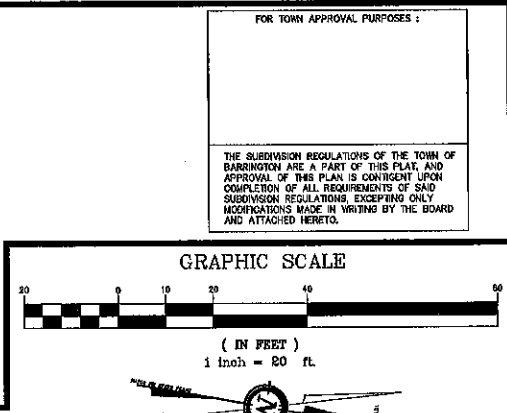 FOR TOWN APPROVAL PURPOSES :
THE SUBDIVISION REGULATIONS OF THE TOWN OF
BARRINGTON ARE A PART OF THIS PLAT, AND
APPROVAL OF THIS PLAN IS CONTIGENT UPON
COMPLETION OF ALL REQUIREMENTS OF SAID
SUBDIVISION REGULATIONS, EXCEPTING ONLY
MODIFICATIONS MADE IN WRITING BY THE BOARD
AND ATTACHED HERETO.
GRAPHIC SCALE
20 0 10 20 40 80
( IN FEET )
1 inch = 20 ft.
N